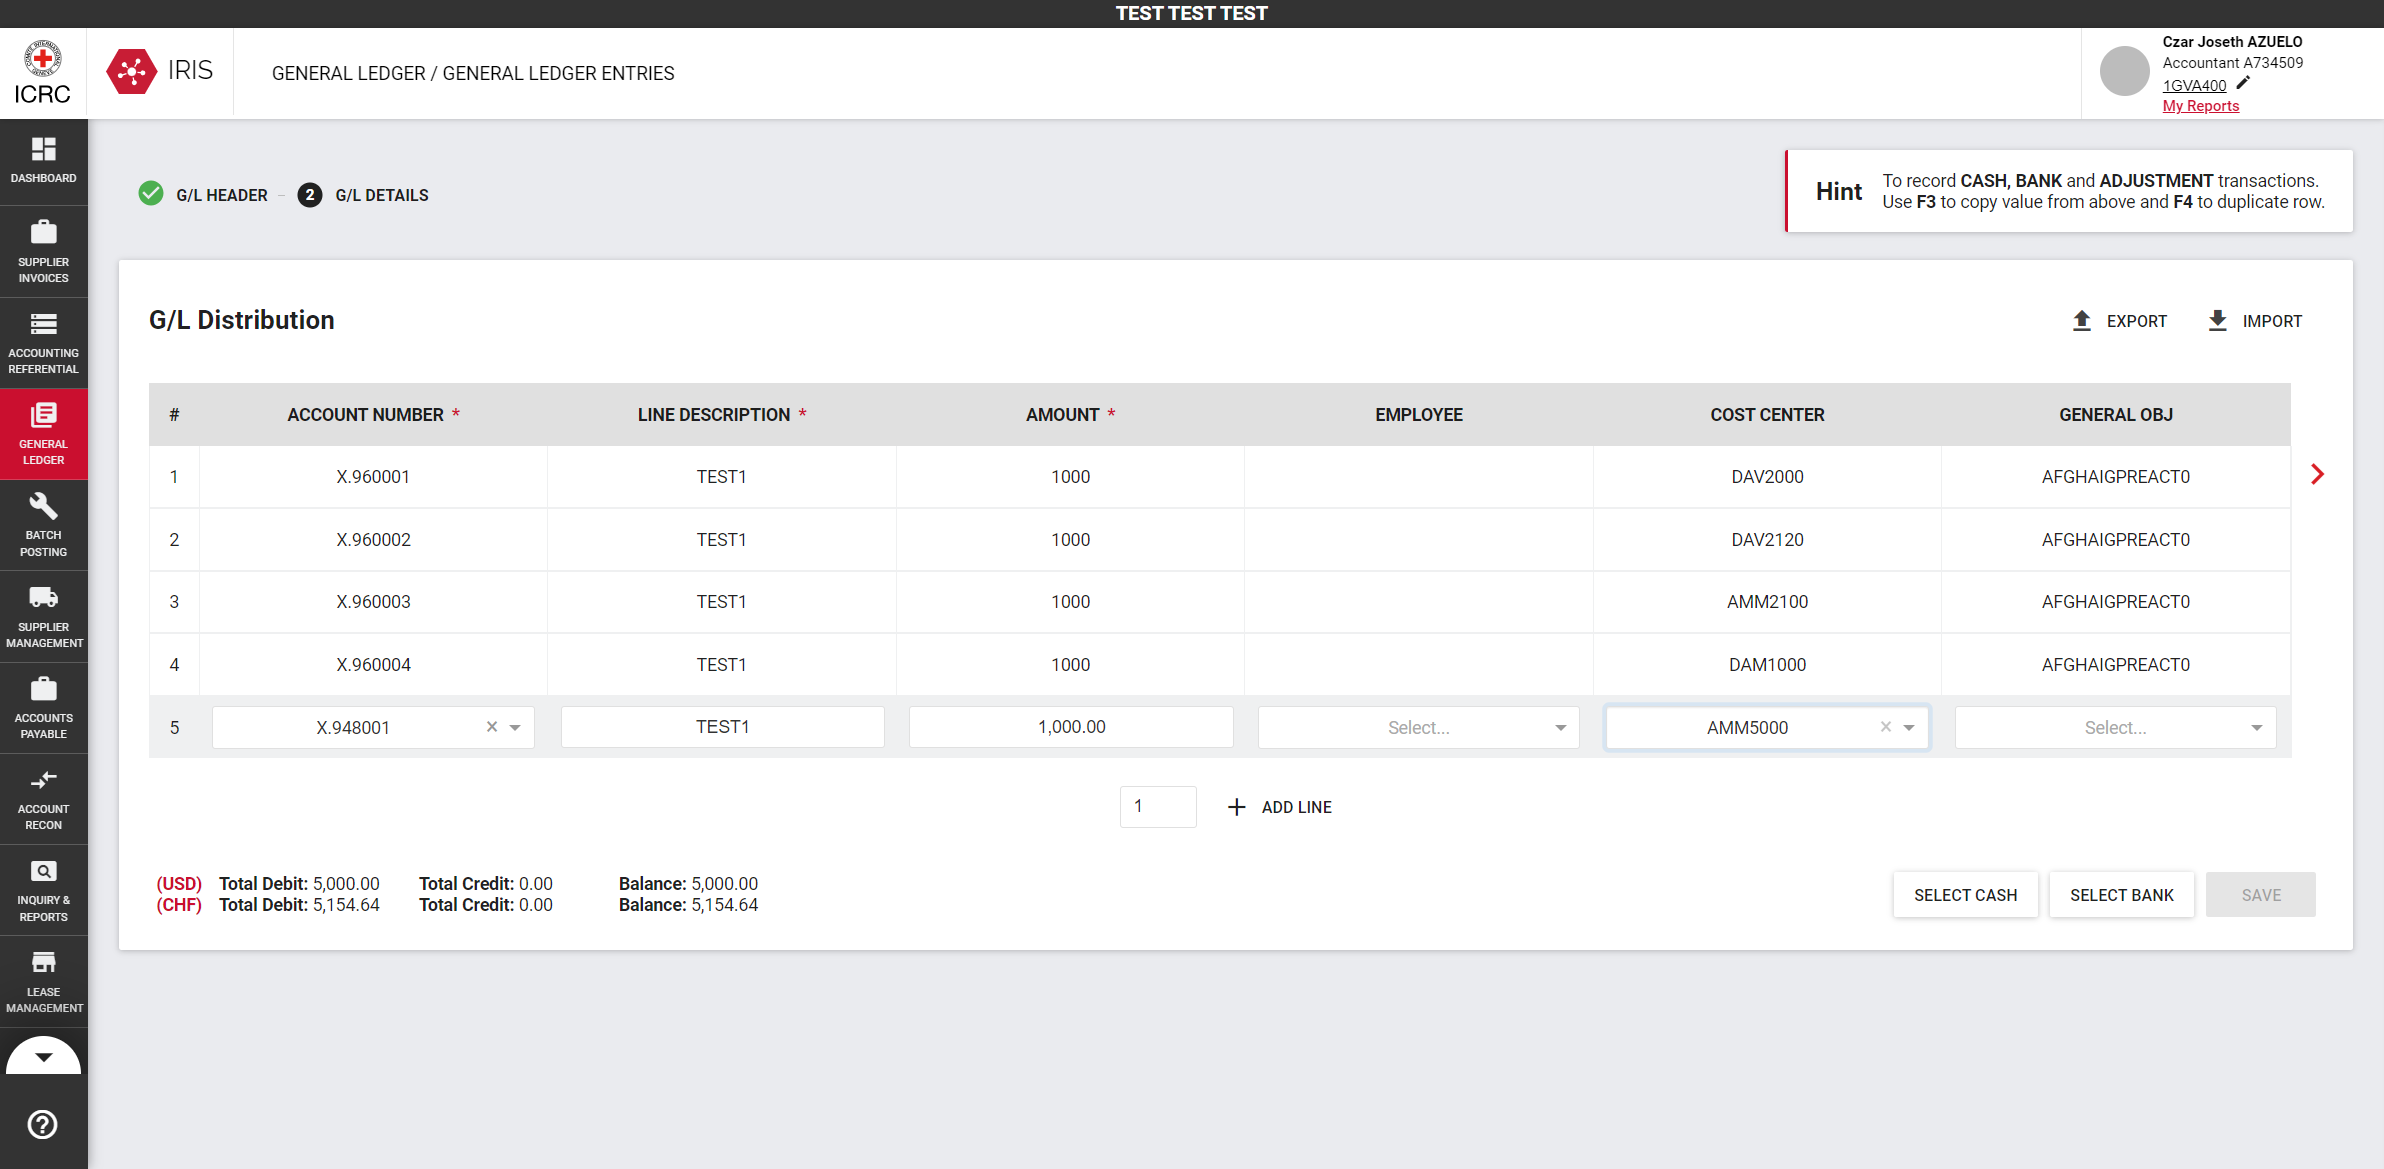 TEST TEST TEST
ICRC
IRIS
GENERAL LEDGER / GENERAL LEDGER ENTRIES
Czar Joseth AZUELO
Accountant A734509
1GVA400
My Reports
DASHBOARD
SUPPLIER
INVOICES
ACCOUNTING
REFERENTIAL
GENERAL
LEDGER
BATCH
POSTING
SUPPLIER
MANAGEMENT
ACCOUNTS
PAYABLE
ACCOUNT
RECON
INQUIRY &
REPORTS
LEASE
MANAGEMENT
G/L HEADER – 2 G/L DETAILS
Hint
To record CASH, BANK and ADJUSTMENT transactions.
Use F3 to copy value from above and F4 to duplicate row.
G/L Distribution
EXPORT IMPORT
# ACCOUNT NUMBER * LINE DESCRIPTION * AMOUNT * EMPLOYEE COST CENTER GENERAL OBJ
1 X.960001 TEST1 1000 DAV2000 AFGHAIGPREACT0
2 X.960002 TEST1 1000 DAV2120 AFGHAIGPREACT0
3 X.960003 TEST1 1000 AMM2100 AFGHAIGPREACT0
4 X.960004 TEST1 1000 DAM1000 AFGHAIGPREACT0
5 X.948001 TEST1 1,000.00 Select... AMM5000 Select...
1 ADD LINE
(USD) Total Debit: 5,000.00 Total Credit: 0.00 Balance: 5,000.00
(CHF) Total Debit: 5,154.64 Total Credit: 0.00 Balance: 5,154.64
SELECT CASH SELECT BANK SAVE